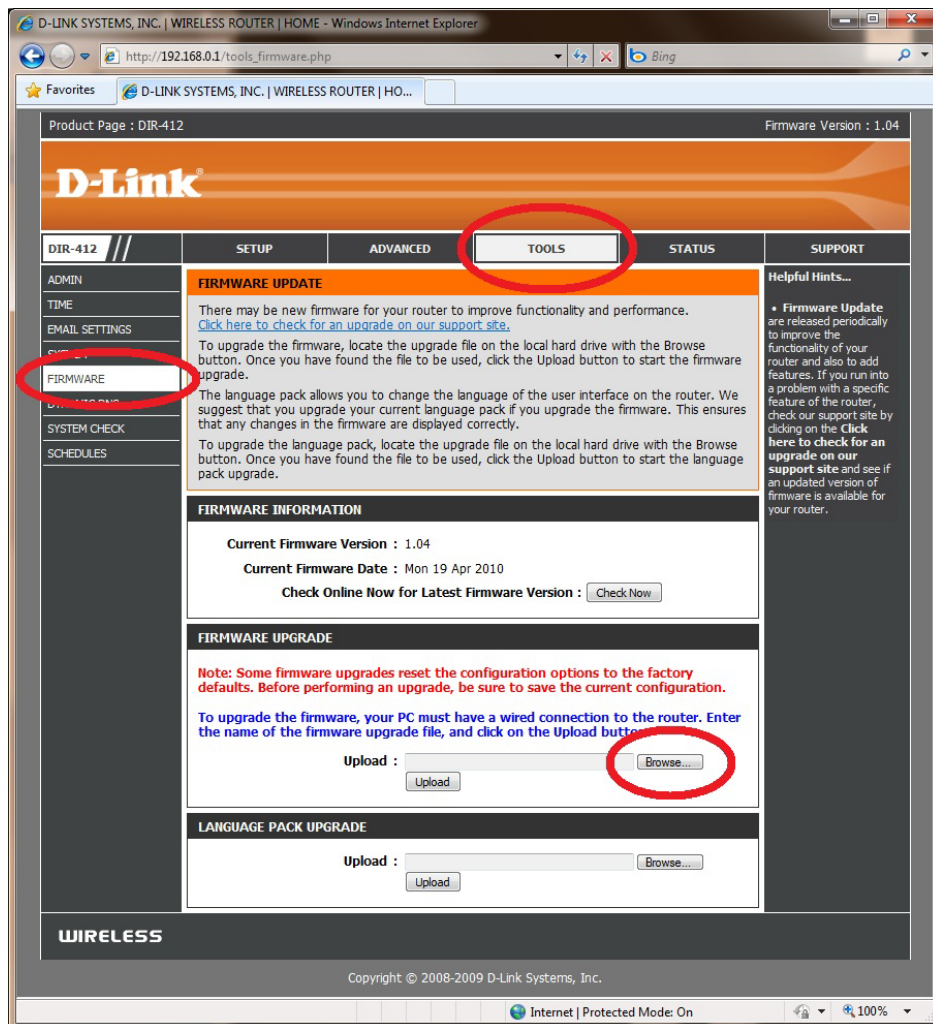 D-LINK SYSTEMS, INC. | WIRELESS ROUTER | HOME - Windows Internet Explorer
http://192.168.0.1/tools_firmware.php
Bing
Favorites
D-LINK SYSTEMS, INC. | WIRELESS ROUTER | HO...
Product Page : DIR-412
Firmware Version : 1.04
D-Link®
DIR-412
SETUP
ADVANCED
TOOLS
STATUS
SUPPORT
ADMIN
TIME
EMAIL SETTINGS
FIRMWARE
SYSTEM CHECK
SCHEDULES
FIRMWARE UPDATE
There may be new firmware for your router to improve functionality and performance.
Click here to check for an upgrade on our support site.
To upgrade the firmware, locate the upgrade file on the local hard drive with the Browse
button. Once you have found the file to be used, click the Upload button to start the firmware
upgrade.
The language pack allows you to change the language of the user interface on the router. We
suggest that you upgrade your current language pack if you upgrade the firmware. This ensures
that any changes in the firmware are displayed correctly.
To upgrade the language pack, locate the upgrade file on the local hard drive with the Browse
button. Once you have found the file to be used, click the Upload button to start the language
pack upgrade.
Helpful Hints...
• Firmware Update
are released periodically
to improve the
functionality of your
router and also to add
features. If you run into
a problem with a specific
feature of the router,
check our support site by
clicking on the Click
here to check for an
upgrade on our
support site and see if
an updated version of
firmware is available for
your router.
FIRMWARE INFORMATION
Current Firmware Version : 1.04
Current Firmware Date : Mon 19 Apr 2010
Check Online Now for Latest Firmware Version : Check Now
FIRMWARE UPGRADE
Note: Some firmware upgrades reset the configuration options to the factory
defaults. Before performing an upgrade, be sure to save the current configuration.
To upgrade the firmware, your PC must have a wired connection to the router. Enter
the name of the firmware upgrade file, and click on the Upload button.
Upload : Browse...
Upload
LANGUAGE PACK UPGRADE
Upload : Browse...
Upload
WIRELESS
Copyright © 2008-2009 D-Link Systems, Inc.
Internet | Protected Mode: On
100%